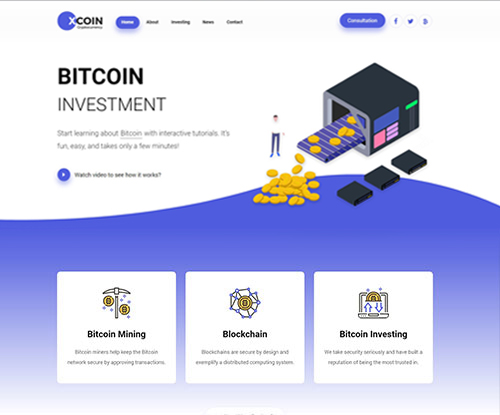 XCOIN
Cryptocurrency
Home About Investing News Contact
Consultation
BITCOIN
INVESTMENT
Start learning about Bitcoin with interactive tutorials. It's
fun, easy, and takes only a few minutes!
Watch video to see how it works?
Bitcoin Mining
Bitcoin miners help keep the Bitcoin
network secure by approving transactions.
Blockchain
Blockchains are secure by design and
exemplify a distributed computing system.
Bitcoin Investing
We take security seriously and have built a
reputation of being the most trusted in.